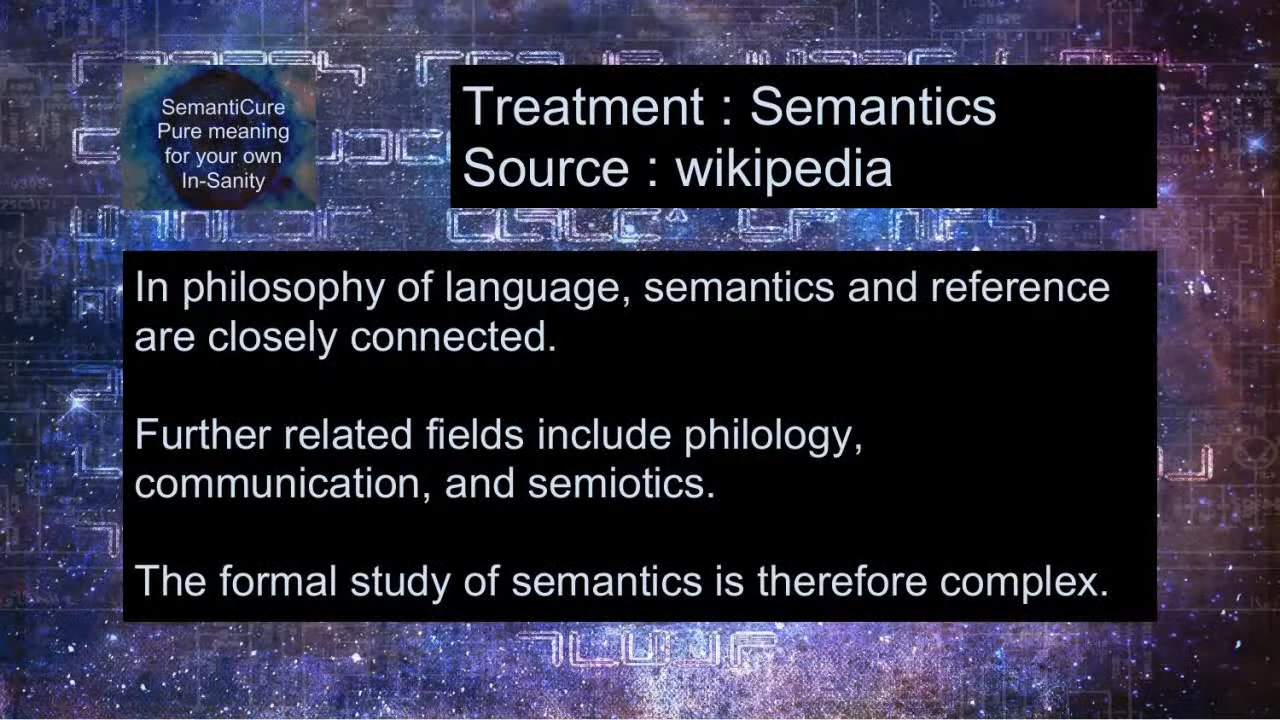 SemantiCure
Pure meaning
for your own
In-Sanity
Treatment : Semantics
Source : wikipedia
In philosophy of language, semantics and reference
are closely connected.
Further related fields include philology,
communication, and semiotics.
The formal study of semantics is therefore complex.